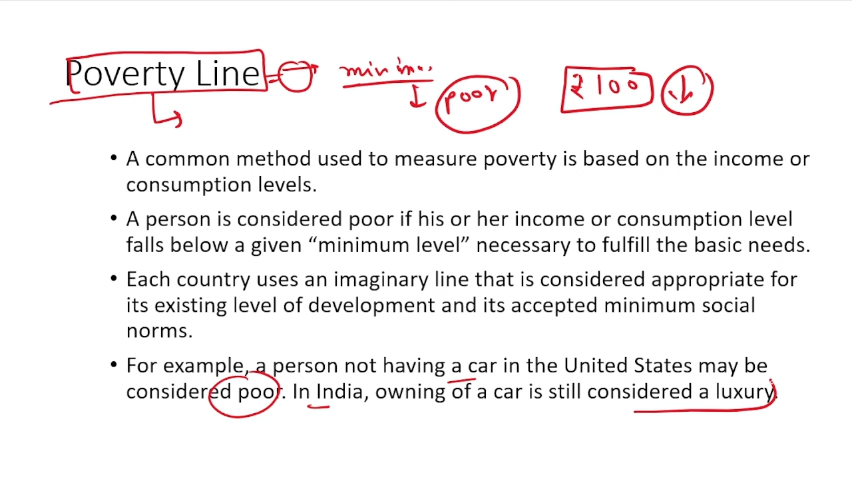 Poverty Line minim.. poor ₹100
• A common method used to measure poverty is based on the income or
consumption levels.
• A person is considered poor if his or her income or consumption level
falls below a given “minimum level” necessary to fulfill the basic needs.
• Each country uses an imaginary line that is considered appropriate for
its existing level of development and its accepted minimum social
norms.
• For example, a person not having a car in the United States may be
considered poor. In India, owning of a car is still considered a luxury.